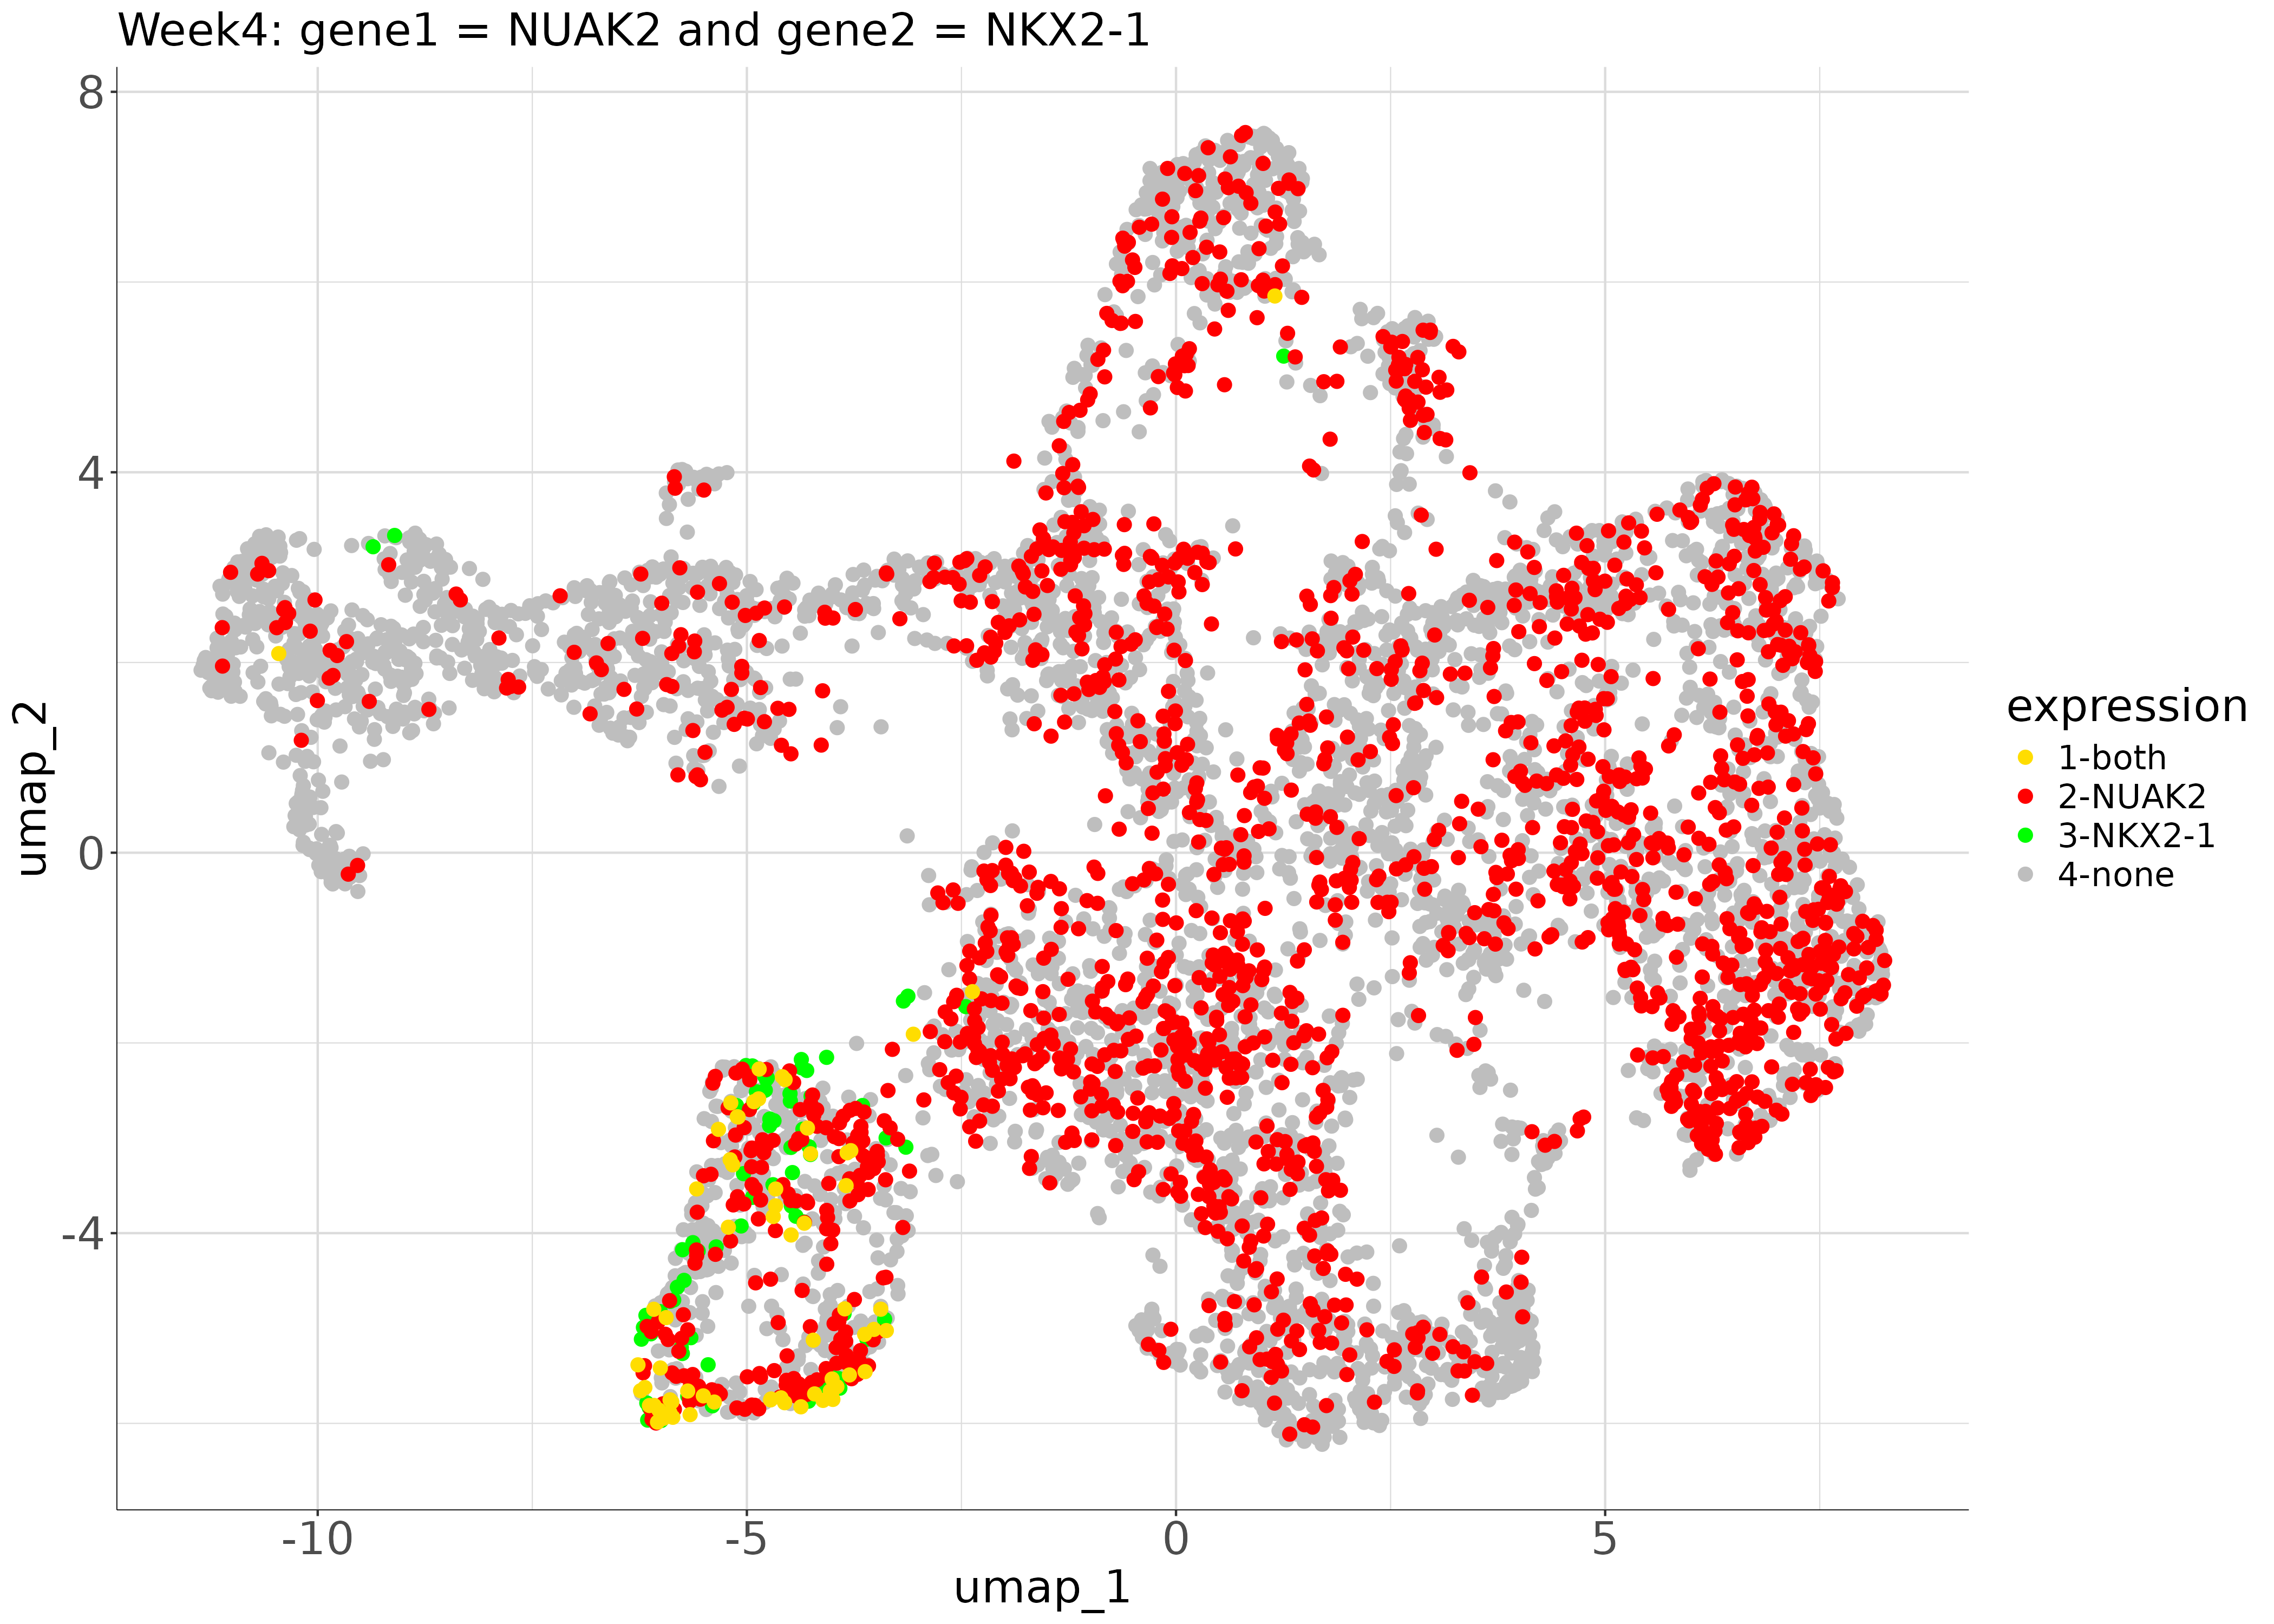 Week4: gene1 = NUAK2 and gene2 = NKX2-1
8
4
0
-4
-10
-5
0
5
umap_1
umap_2
expression
1-both
2-NUAK2
3-NKX2-1
4-none